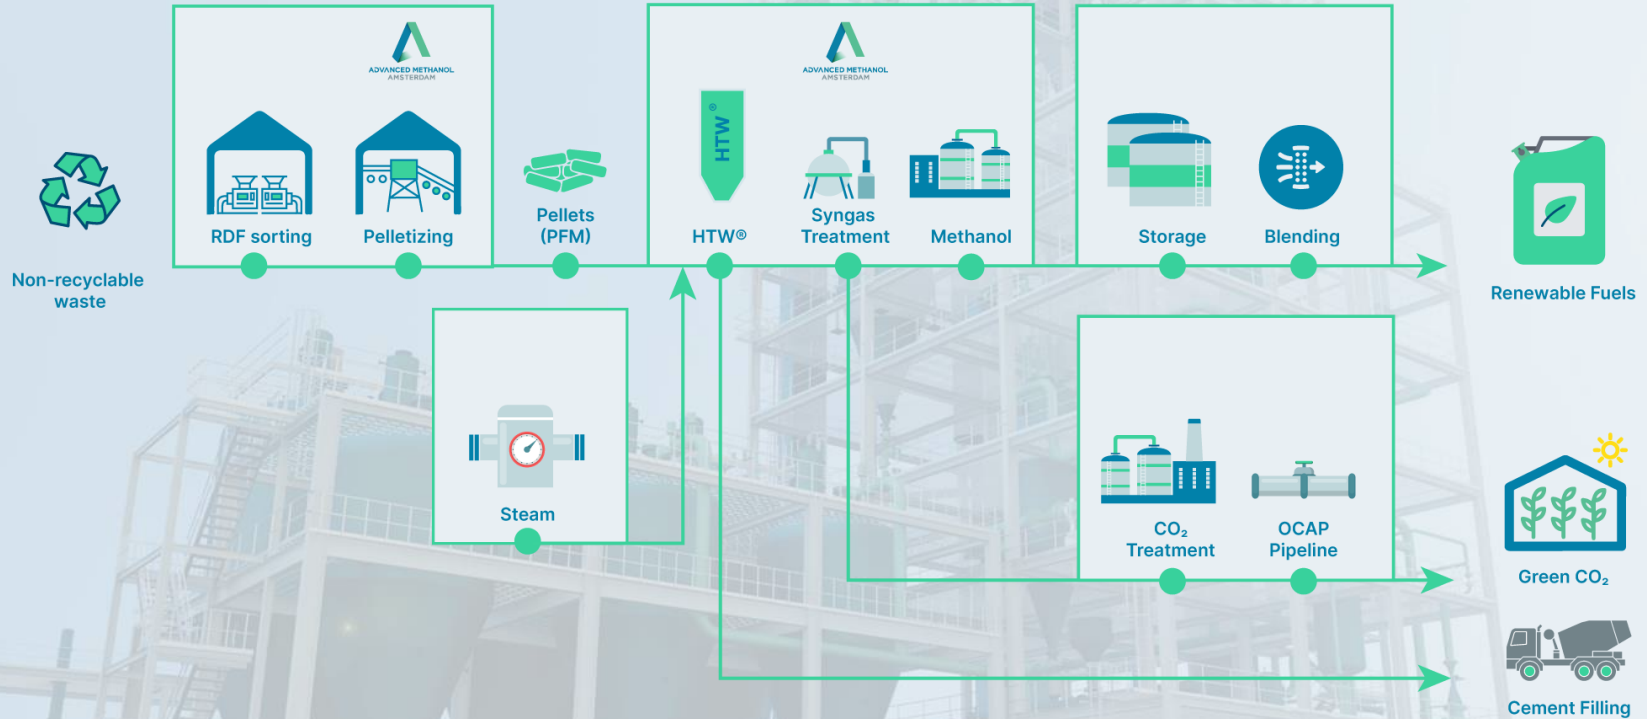 ADVANCED METHANOL
AMSTERDAM
ADVANCED METHANOL
AMSTERDAM
HTW®
Non-recyclable
waste
RDF sorting
Pelletizing
Pellets
(PFM)
HTW®
Syngas
Treatment
Methanol
Storage
Blending
Renewable Fuels
Steam
CO₂
Treatment
OCAP
Pipeline
Green CO₂
Cement Filling